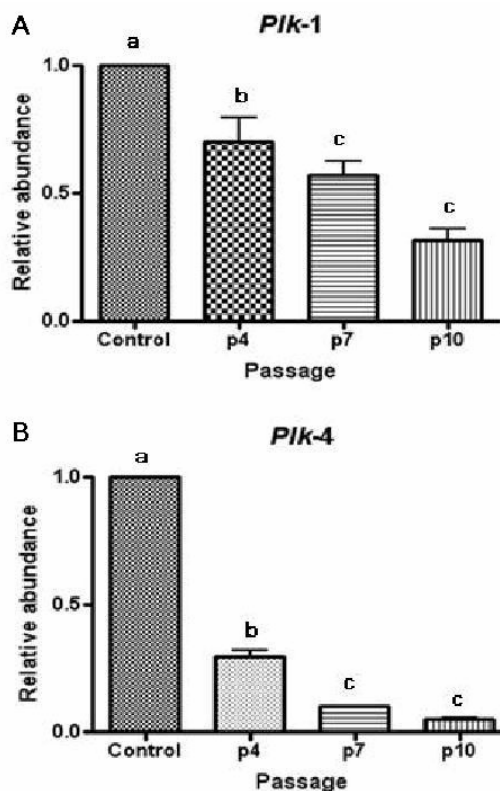 A
Plk-1
a
b
c
c
1.0
0.5
0.0
Relative abundance
Control p4 p7 p10
Passage
B
Plk-4
a
b
c
c
1.0
0.5
0.0
Relative abundance
Control p4 p7 p10
Passage